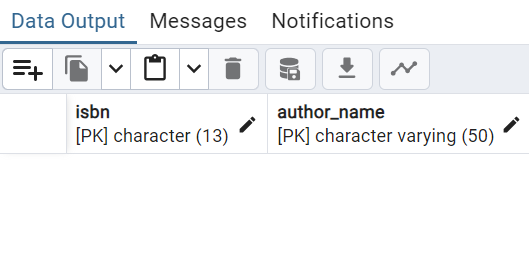 Data Output Messages Notifications
isbn author_name
[PK] character (13) [PK] character varying (50)